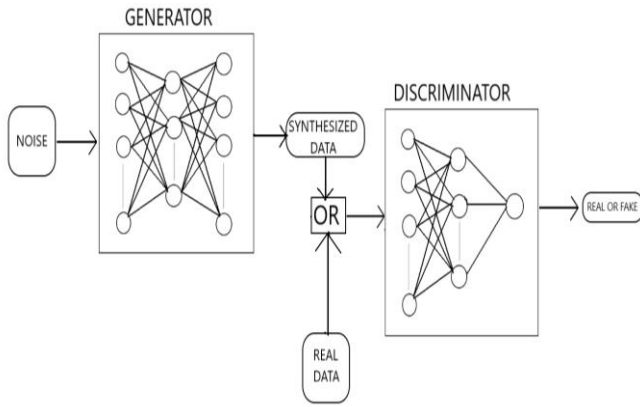 GENERATOR
NOISE
SYNTHESIZED
DATA
DISCRIMINATOR
OR
REAL OR FAKE
REAL
DATA